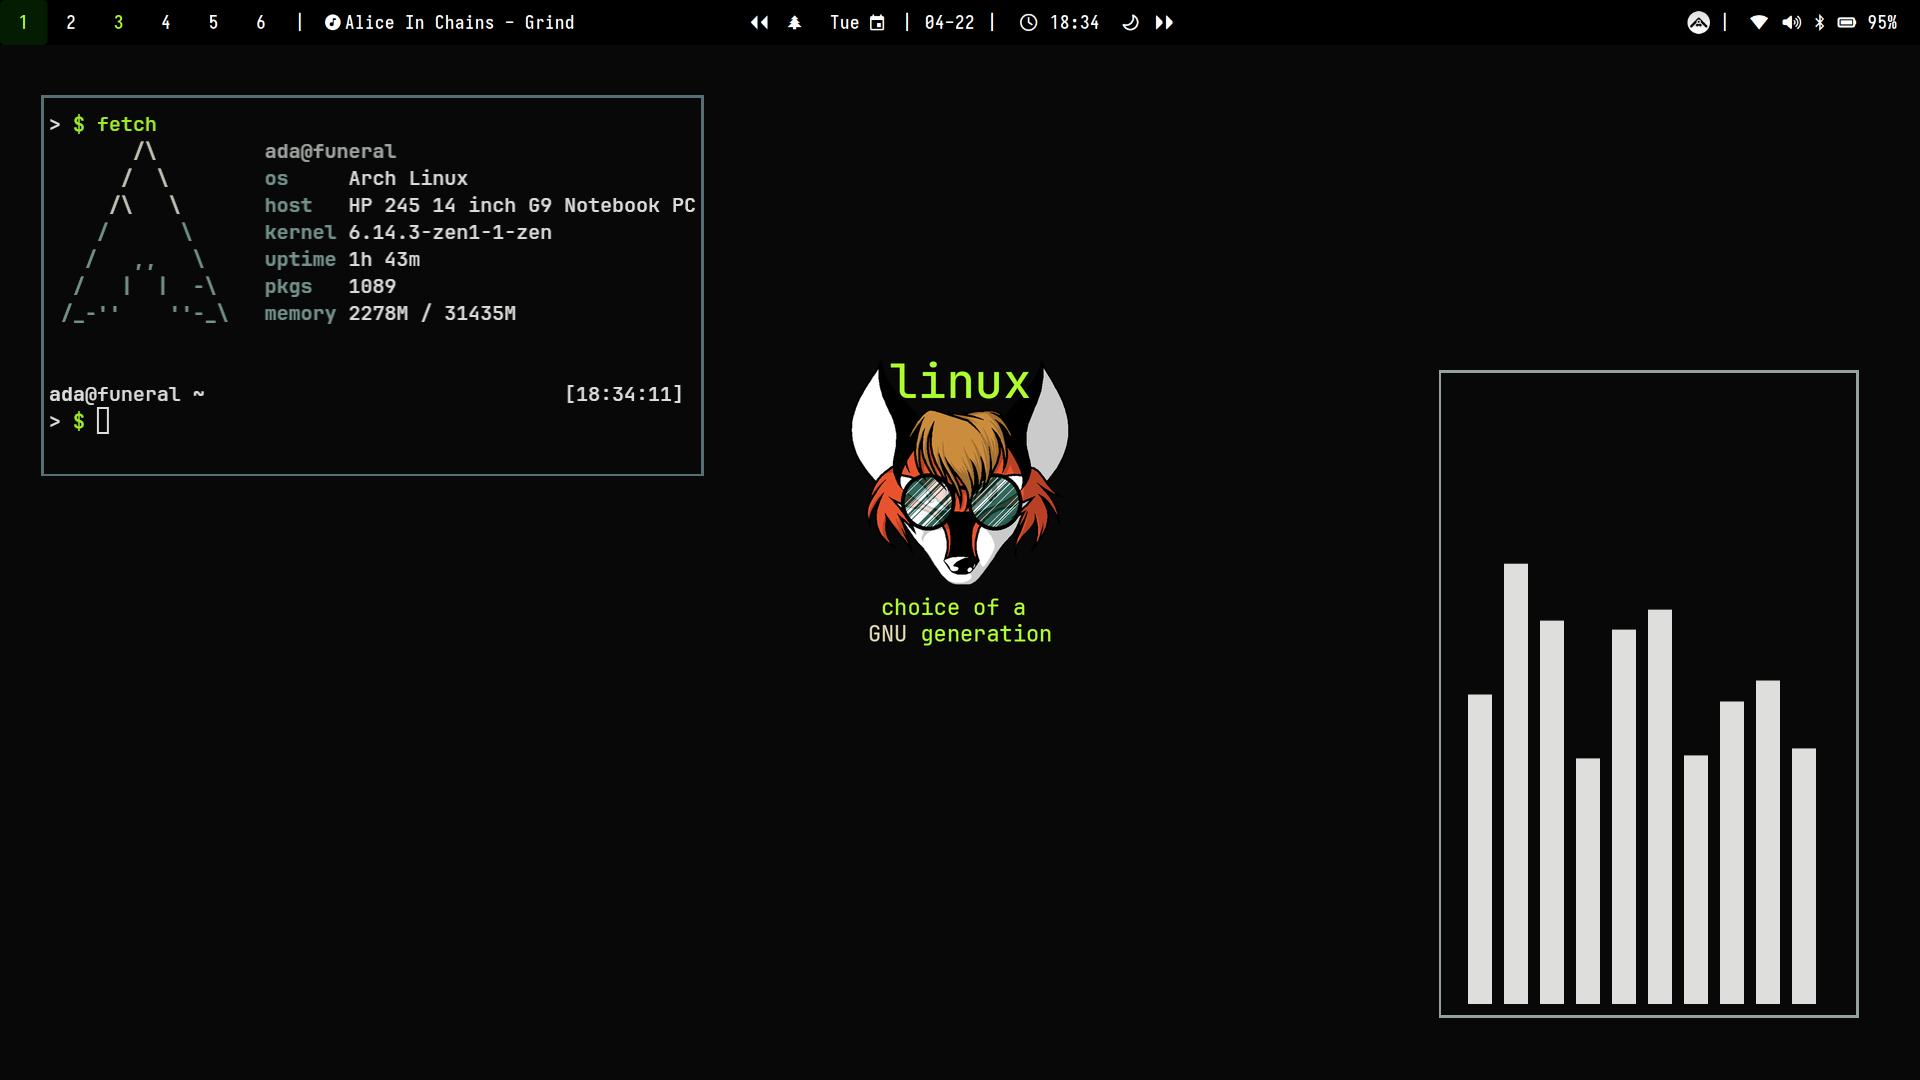 1 2 3 4 5 6 | Alice In Chains - Grind
Tue | 04-22 | 18:34
| 95%
> $ fetch
ada@funeral
os Arch Linux
host HP 245 14 inch G9 Notebook PC
kernel 6.14.3-zen1-1-zen
uptime 1h 43m
pkgs 1089
memory 2278M / 31435M
ada@funeral ~ [18:34:11]
> $
linux
choice of a
GNU generation